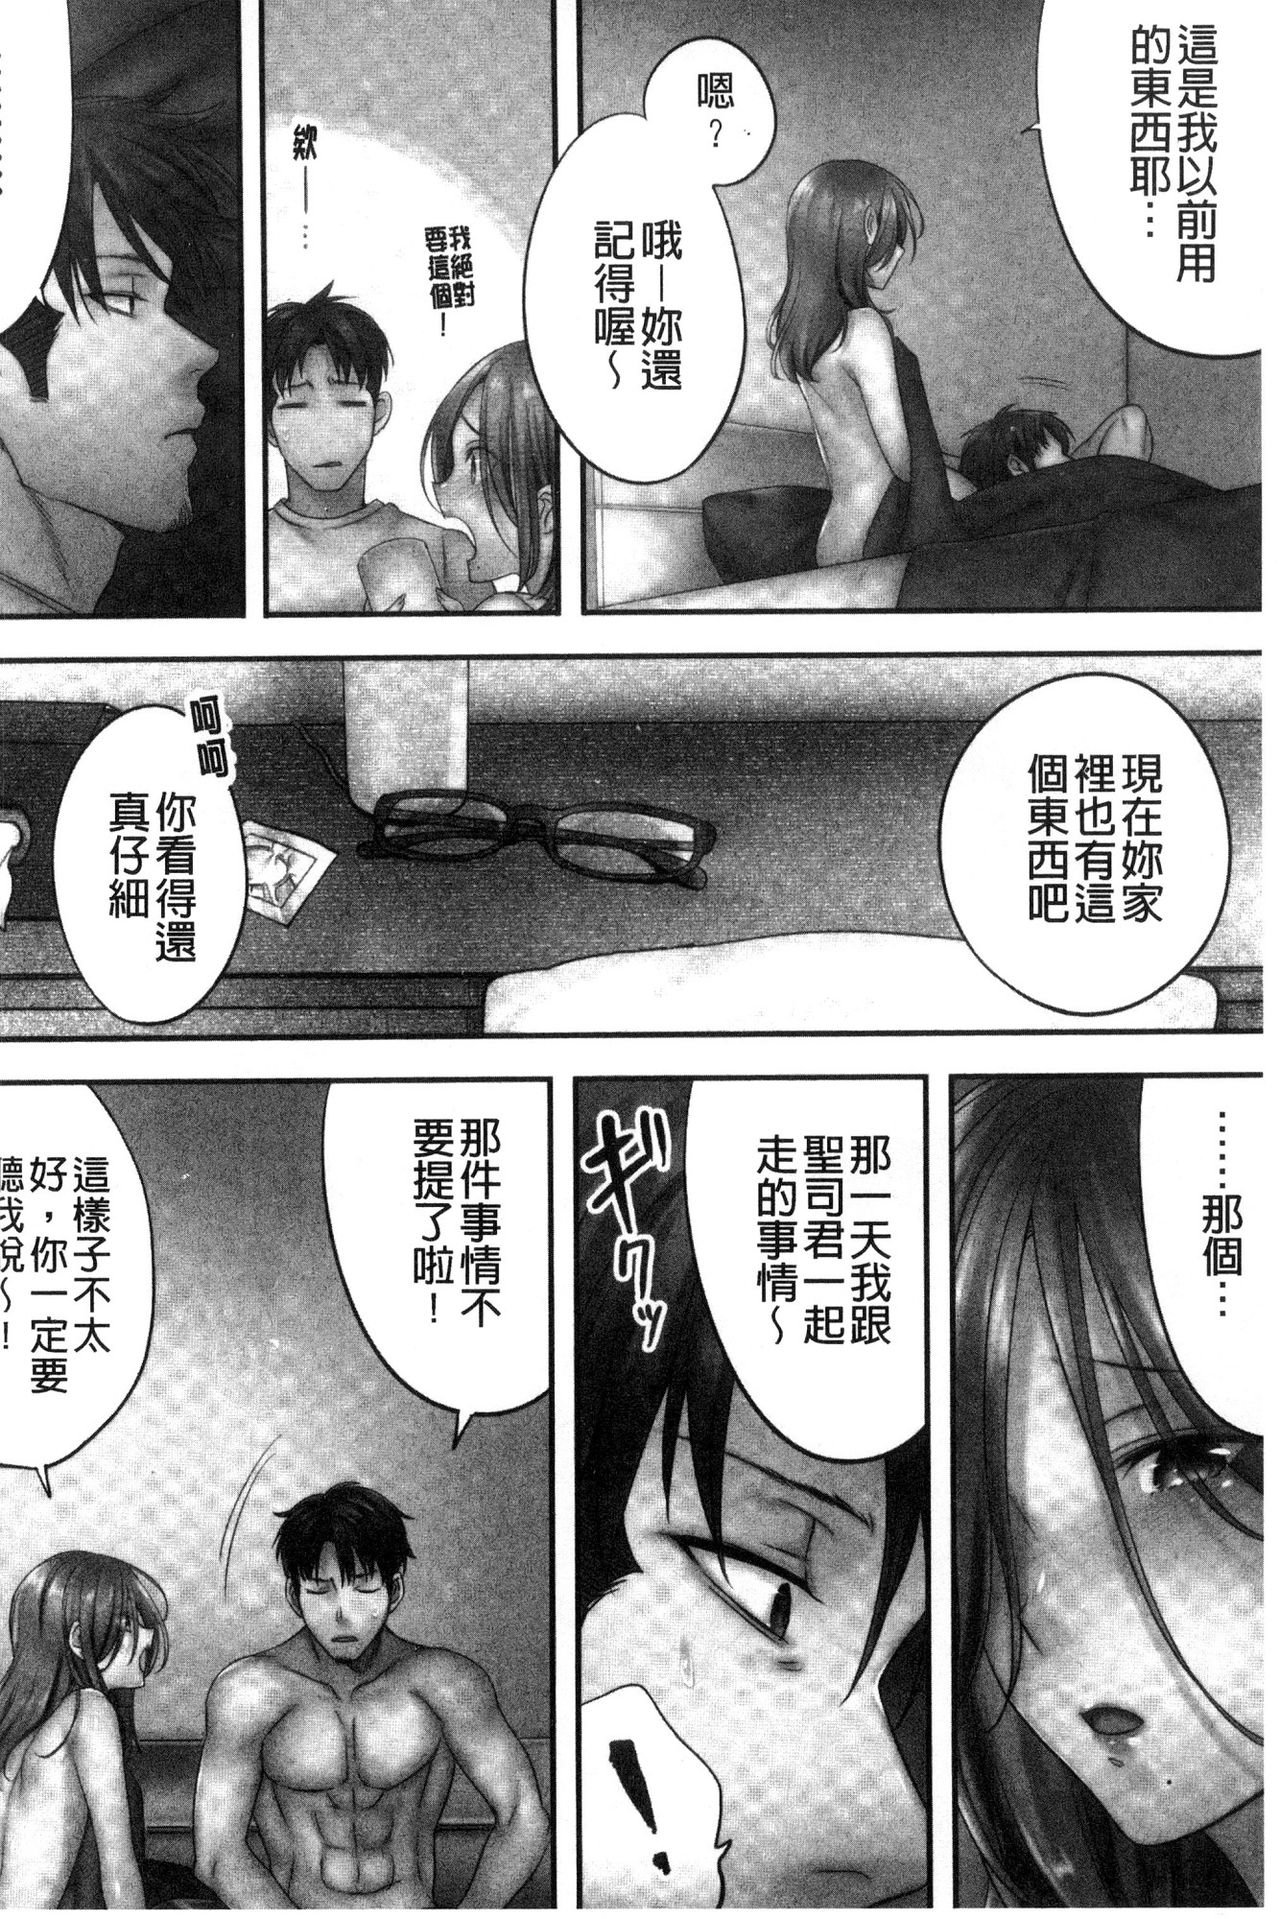 這是我以前用
的東西耶…
嗯？
哦—妳還
記得喔～
我絕對
要這個！
欸—…
………
現在妳家
裡也有這
個東西吧
呵呵
你看得還
真仔細
……那個…
那一天我跟
聖司君一起
走的事情～
ギクッ
！
那件事情不
要提了啦！
這樣子不太
好，你一定要
聽我說～！